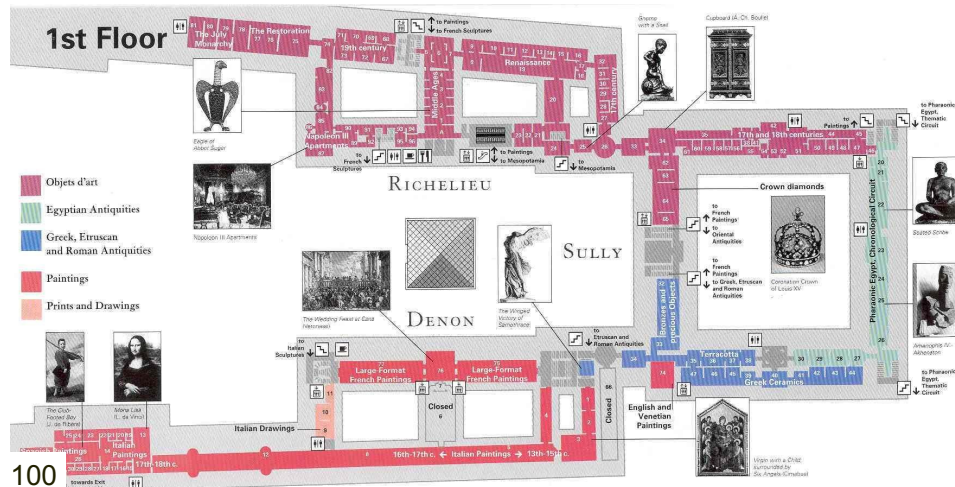 1st Floor
The July
Monarchy
The Restoration
19th century
to Paintings
to French Sculptures
Renaissance
17th century
Middle Ages
Napoleon III
Apartments
to
French
Sculptures
to Paintings
to Mesopotamia
to
Mesopotamia
Gnome
with a Snail
Cupboard (A. Ch. Boulle)
Eagle of
Abbot Suger
Napoleon III Apartments
RICHELIEU
17th and 18th centuries
to
Paintings
to Pharaonic
Egypt,
Thematic
Circuit
Crown diamonds
to
French
Paintings
to
Oriental
Antiquities
to
French
Paintings
to Greek, Etruscan
and Roman
Antiquities
Coronation Crown
of Louis XV
Pharaonic Egypt, Chronological Circuit
Seated Scribe
Amenophis IV-
Akhenaton
to Pharaonic
Egypt,
Thematic
Circuit
Objets d'art
Egyptian Antiquities
Greek, Etruscan
and Roman Antiquities
Paintings
Prints and Drawings
SULLY
DENON
The Wedding Feast at Cana
(Veronese)
The Winged
Victory of
Samothrace
Bronzes and
precious Objects
Terracotta
Greek Ceramics
to
Etruscan and
Roman Antiquities
to
Italian
Sculptures
Large-Format
French Paintings
Large-Format
French Paintings
Closed
6
Closed
English and
Venetian
Paintings
Italian Drawings
The Club-
Footed Boy
(J. de Ribera)
Mona Lisa
(L. da Vinci)
Spanish Paintings
Italian
Paintings
17th-18th c.
16th-17th c. ← Italian Paintings → 13th-15th c.
Virgin with a Child
surrounded by
Six Angels (Cimabue)
towards Exit
100